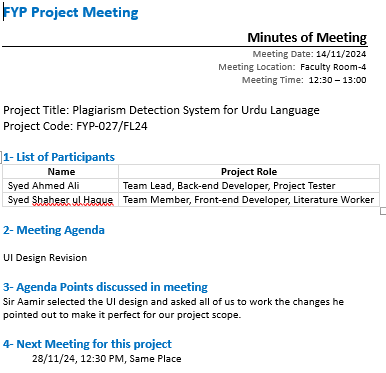 FYP Project Meeting
Minutes of Meeting
Meeting Date: 14/11/2024
Meeting Location: Faculty Room-4
Meeting Time: 12:30 – 13:00
Project Title: Plagiarism Detection System for Urdu Language
Project Code: FYP-027/FL24
1- List of Participants
Name Project Role
Syed Ahmed Ali Team Lead, Back-end Developer, Project Tester
Syed Shaheer ul Haque Team Member, Front-end Developer, Literature Worker
2- Meeting Agenda
UI Design Revision
3- Agenda Points discussed in meeting
Sir Aamir selected the UI design and asked all of us to work the changes he
pointed out to make it perfect for our project scope.
4- Next Meeting for this project
28/11/24, 12:30 PM, Same Place